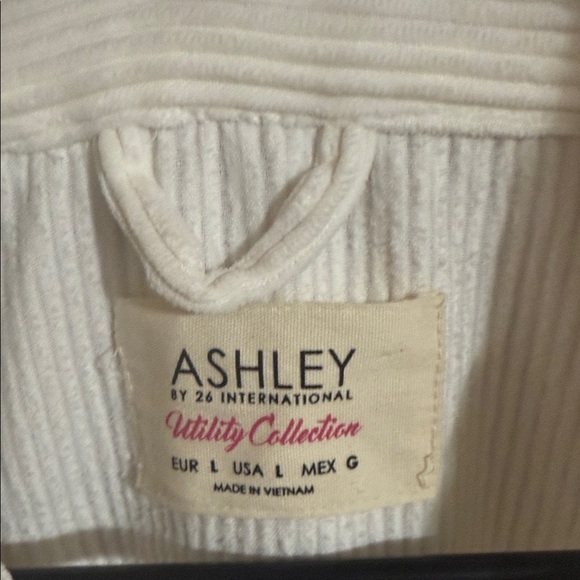 ASHLEY
BY 26 INTERNATIONAL
Utility Collection
EUR L USA L MEX G
MADE IN VIETNAM